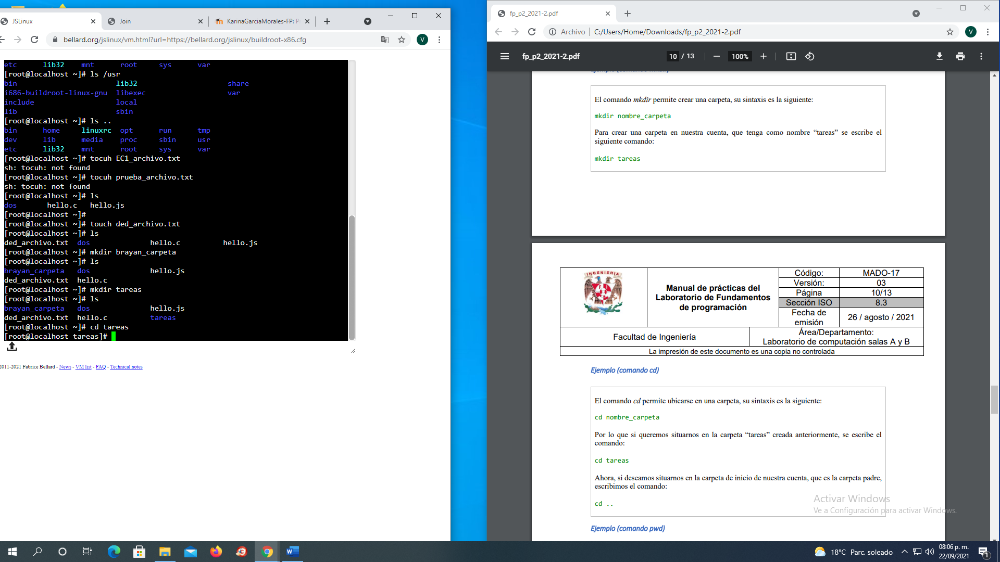 JSLinux
Join
KarinaGarciaMorales-FP: P
bellard.org/jslinux/vm.html?url=https://bellard.org/jslinux/buildroot-x86.cfg
V
etc lib32 mnt root sys var
[root@localhost ~]# ls /usr
bin lib32 share
i686-buildroot-linux-gnu libexec var
include local
lib sbin
[root@localhost ~]# ls ..
bin home linuxrc opt run tmp
dev lib media proc sbin usr
etc lib32 mnt root sys var
[root@localhost ~]# tocuh EC1_archivo.txt
sh: tocuh: not found
[root@localhost ~]# tocuh prueba_archivo.txt
sh: tocuh: not found
[root@localhost ~]# ls
dos hello.c hello.js
[root@localhost ~]#
[root@localhost ~]# touch ded_archivo.txt
[root@localhost ~]# ls
ded_archivo.txt dos hello.c hello.js
[root@localhost ~]# mkdir brayan_carpeta
[root@localhost ~]# ls
brayan_carpeta dos hello.js
ded_archivo.txt hello.c
[root@localhost ~]# mkdir tareas
[root@localhost ~]# ls
brayan_carpeta dos hello.js
ded_archivo.txt hello.c tareas
[root@localhost ~]# cd tareas
[root@localhost tareas]#
2011-2021 Fabrice Bellard - News - VM list - FAQ - Technical notes
fp_p2_2021-2.pdf
Archivo C:/Users/Home/Downloads/fp_p2_2021-2.pdf
V
fp_p2_2021-2.pdf
10 / 13
100%
Ejemplo (comando mkdir)
El comando mkdir permite crear una carpeta, su sintaxis es la siguiente:
mkdir nombre_carpeta
Para crear una carpeta en nuestra cuenta, que tenga como nombre “tareas” se escribe el
siguiente comando:
mkdir tareas
INGENIERIA
Manual de prácticas del
Laboratorio de Fundamentos
de programación
Código: MADO-17
Versión: 03
Página 10/13
Sección ISO 8.3
Fecha de emisión 26 / agosto / 2021
Facultad de Ingeniería
Área/Departamento:
Laboratorio de computación salas A y B
La impresión de este documento es una copia no controlada
Ejemplo (comando cd)
El comando cd permite ubicarse en una carpeta, su sintaxis es la siguiente:
cd nombre_carpeta
Por lo que si queremos situarnos en la carpeta “tareas” creada anteriormente, se escribe el
comando:
cd tareas
Ahora, si deseamos situarnos en la carpeta de inicio de nuestra cuenta, que es la carpeta padre,
escribimos el comando:
cd ..
Ejemplo (comando pwd)
Activar Windows
Ve a Configuración para activar Windows.
18°C Parc. soleado
08:06 p. m.
22/09/2021
1